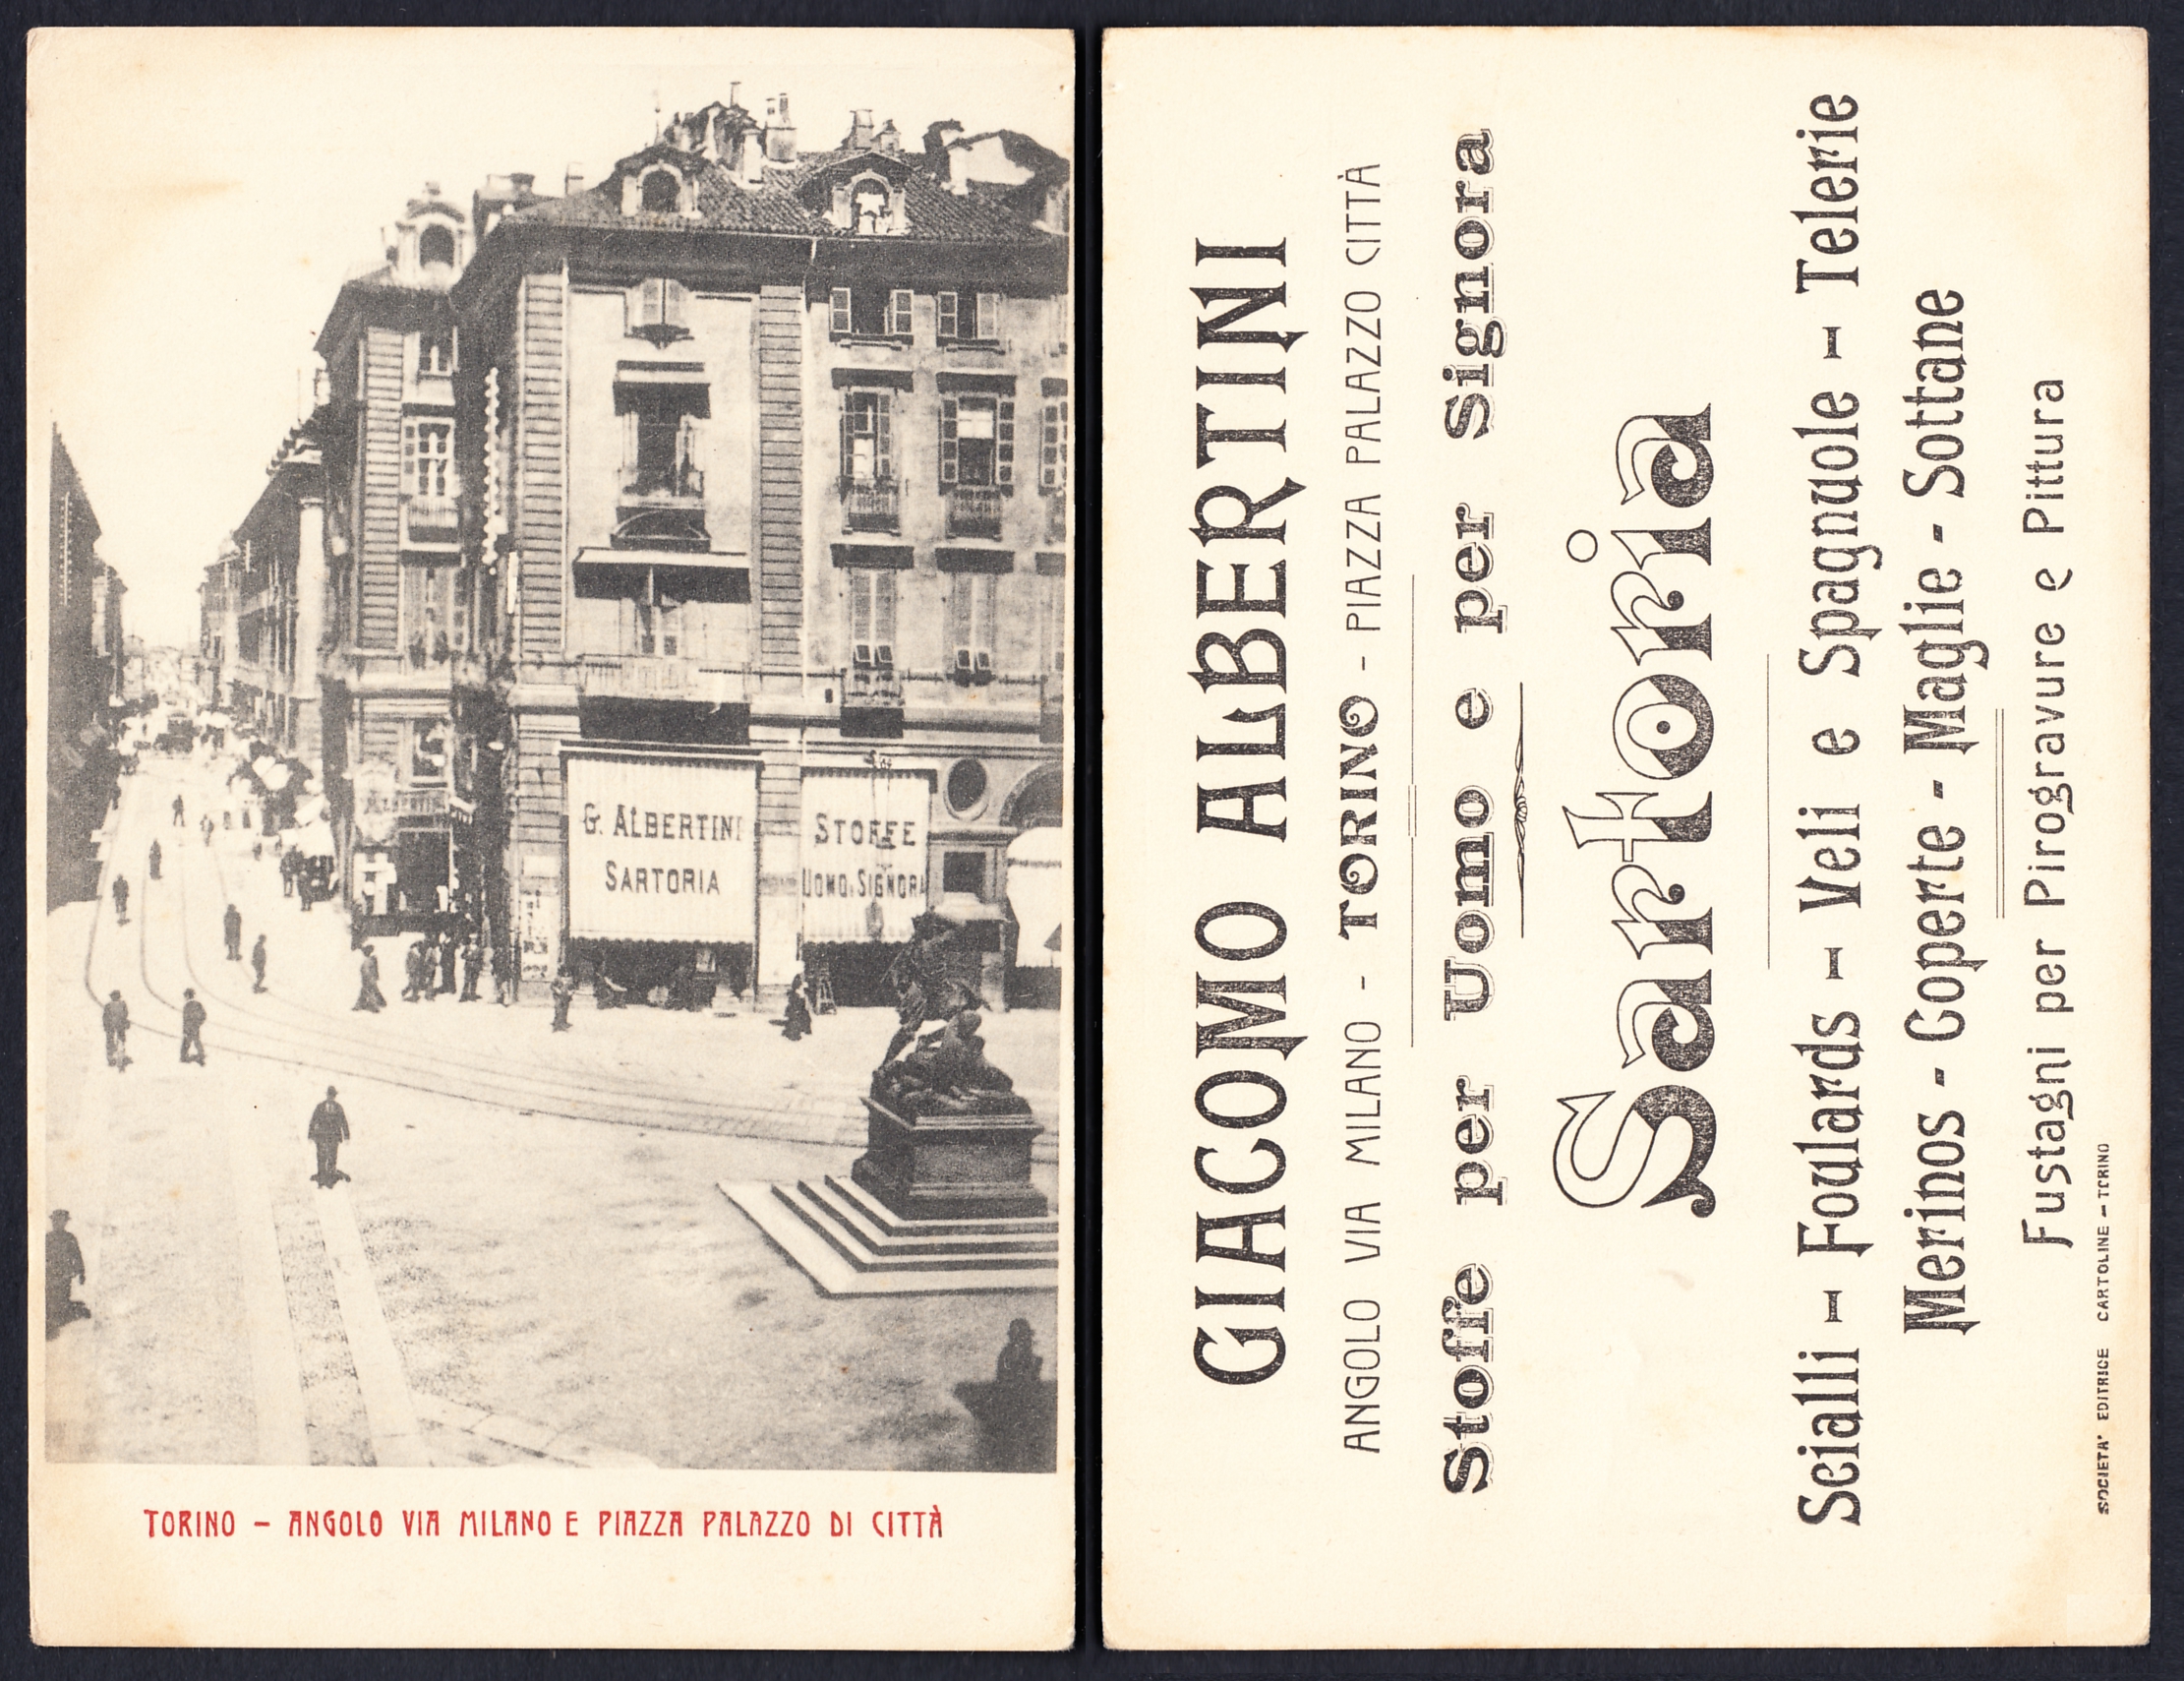 ALBERTINI
G. ALBERTINI
SARTORIA
STOFFE
UOMO, SIGNORA
TORINO – ANGOLO VIA MILANO E PIAZZA PALAZZO DI CITTÀ
GIACOMO ALBERTINI
ANGOLO VIA MILANO - TORINO - PIAZZA PALAZZO CITTÀ
Stoffe per Uomo e per Signora
Sartoria
Scialli - Foulards - Veli e Spagnuole - Telerie
Merinos - Coperte - Maglie - Sottane
Fustagni per Pirogravure e Pittura
SOCIETA' EDITRICE CARTOLINE – TORINO